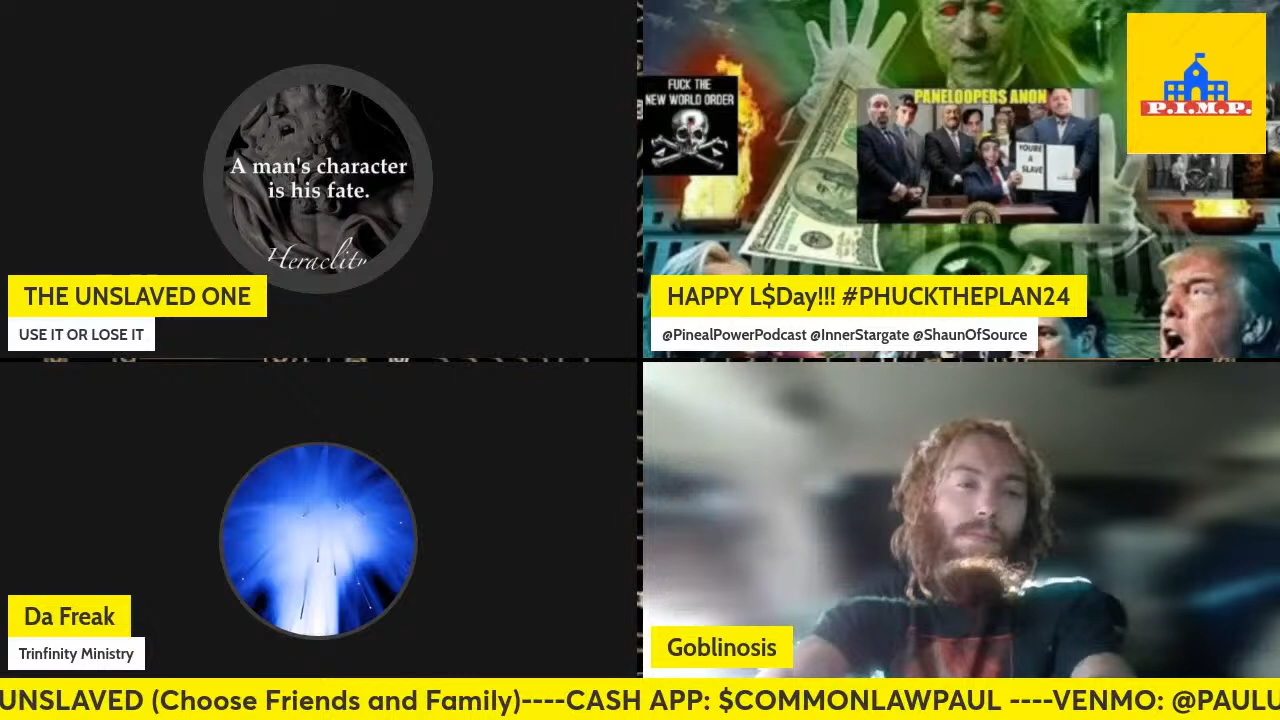 A man's character
is his fate.
THE UNSLAVED ONE
USE IT OR LOSE IT
FUCK THE
NEW WORLD ORDER
PANELOOPERS ANON
YOU'RE
A
SLAVE
P.I.M.P.
HAPPY L$Day!!! #PHUCKTHEPLAN24
@PinealPowerPodcast @InnerStargate @ShaunOfSource
Da Freak
Trinfinity Ministry
Goblinosis
UNSLAVED (Choose Friends and Family)----CASH APP: $COMMONLAWPAUL ----VENMO: @PAULU